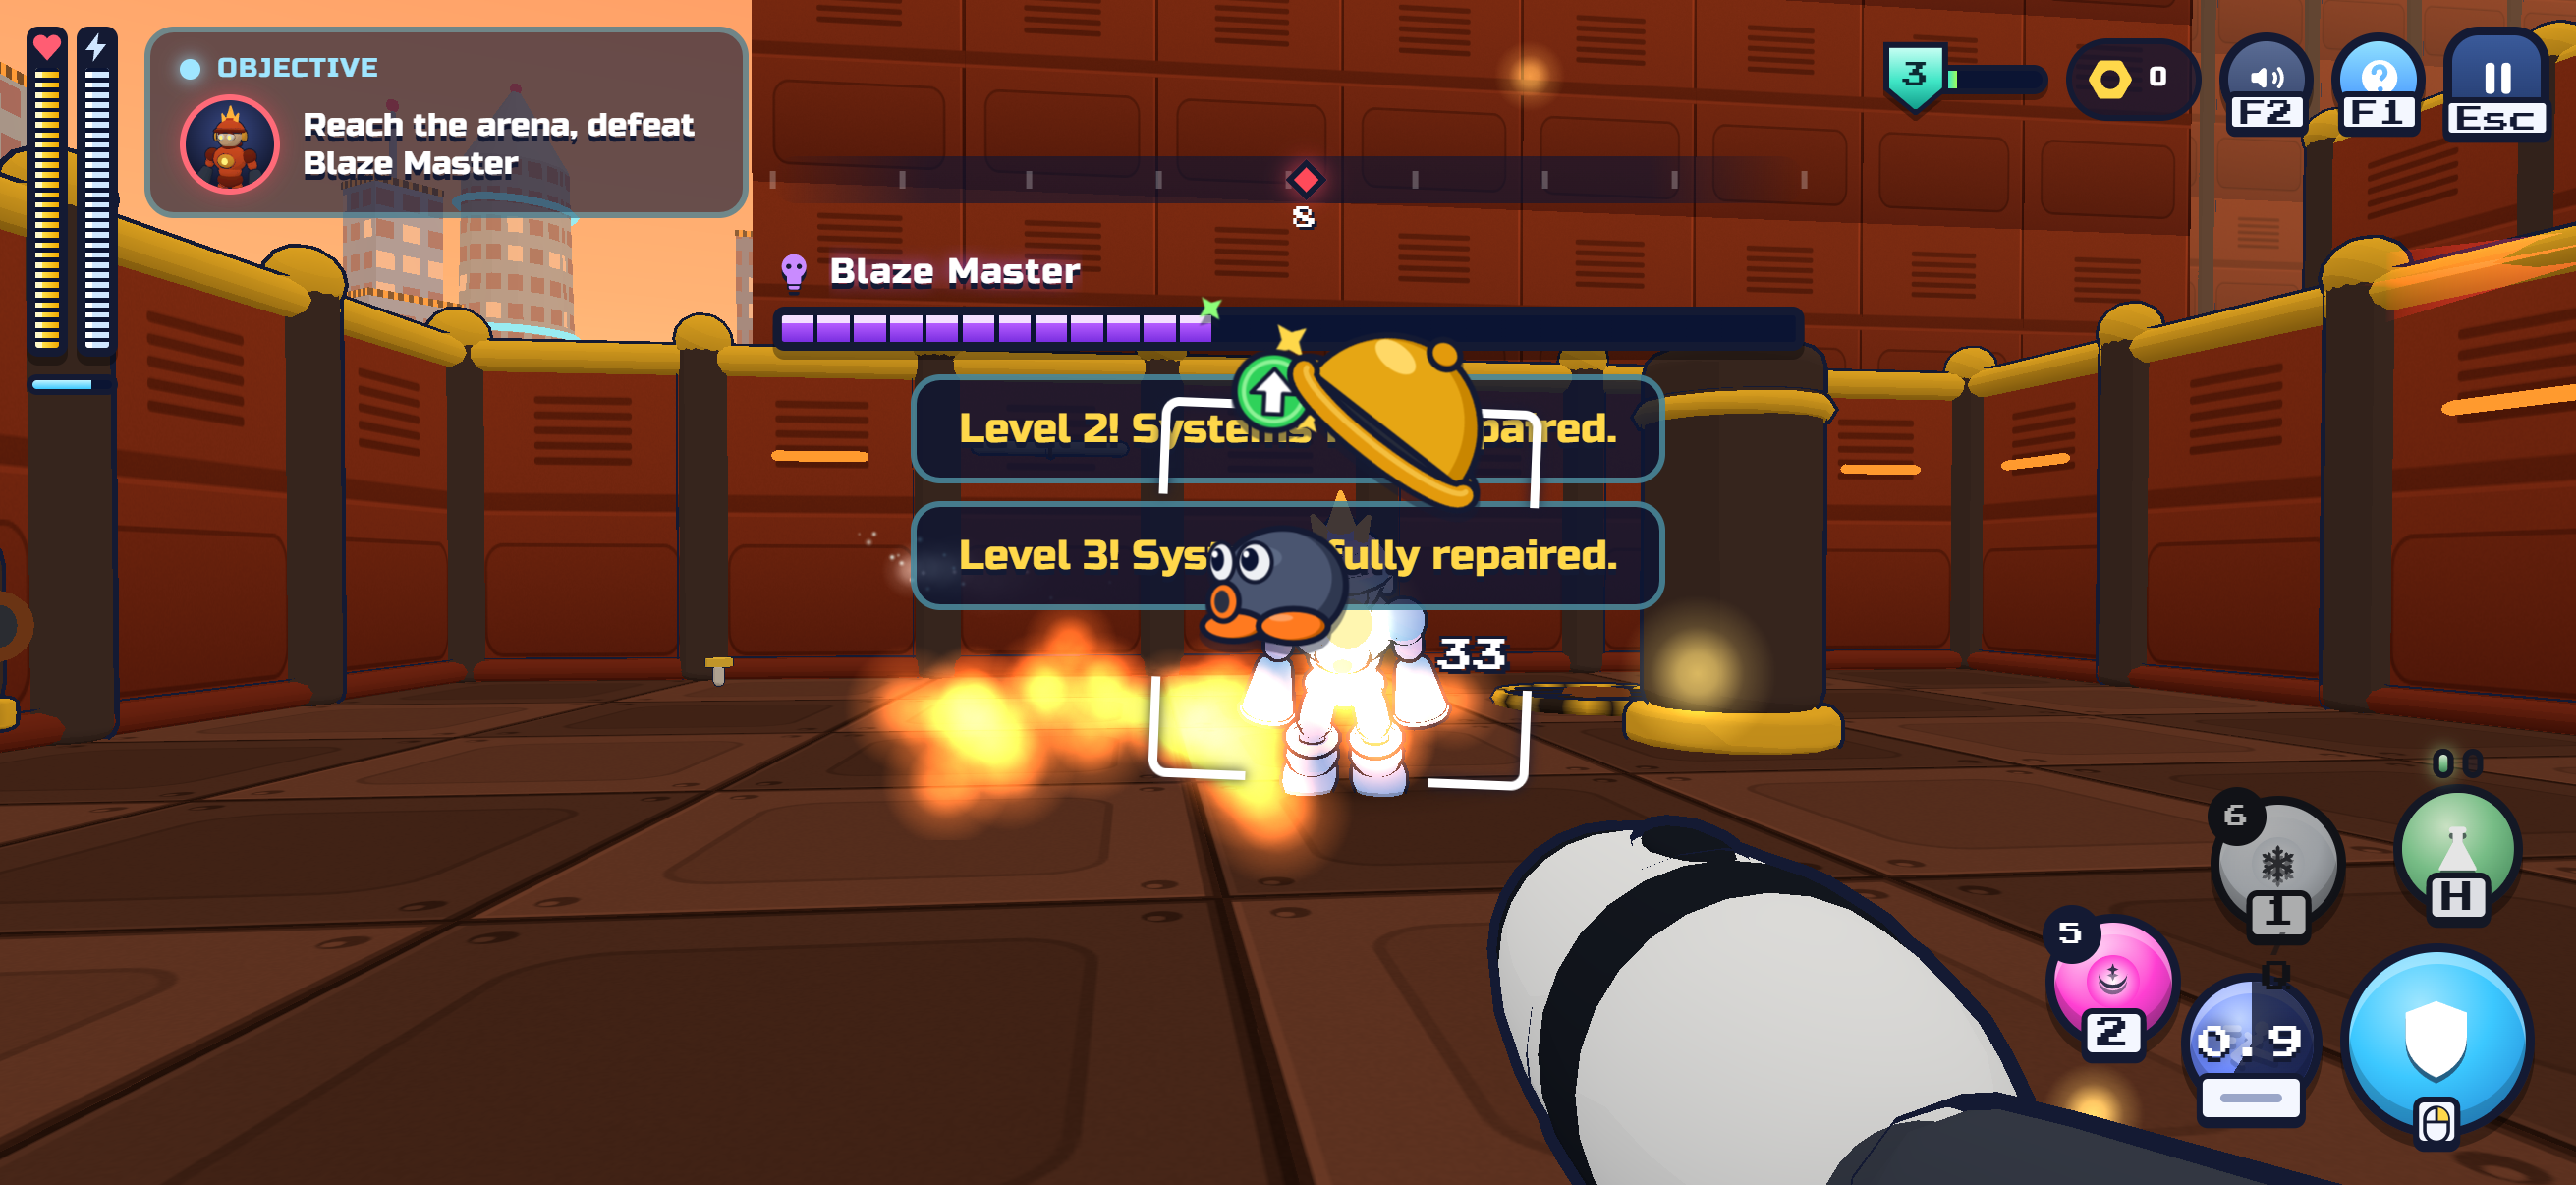 OBJECTIVE
Reach the arena, defeat
Blaze Master
3
0
F2
F1
Esc
8
Blaze Master
Level 2! Systems paired.
Level 3! Sys fully repaired.
33
6
1
H
5
2
0.9